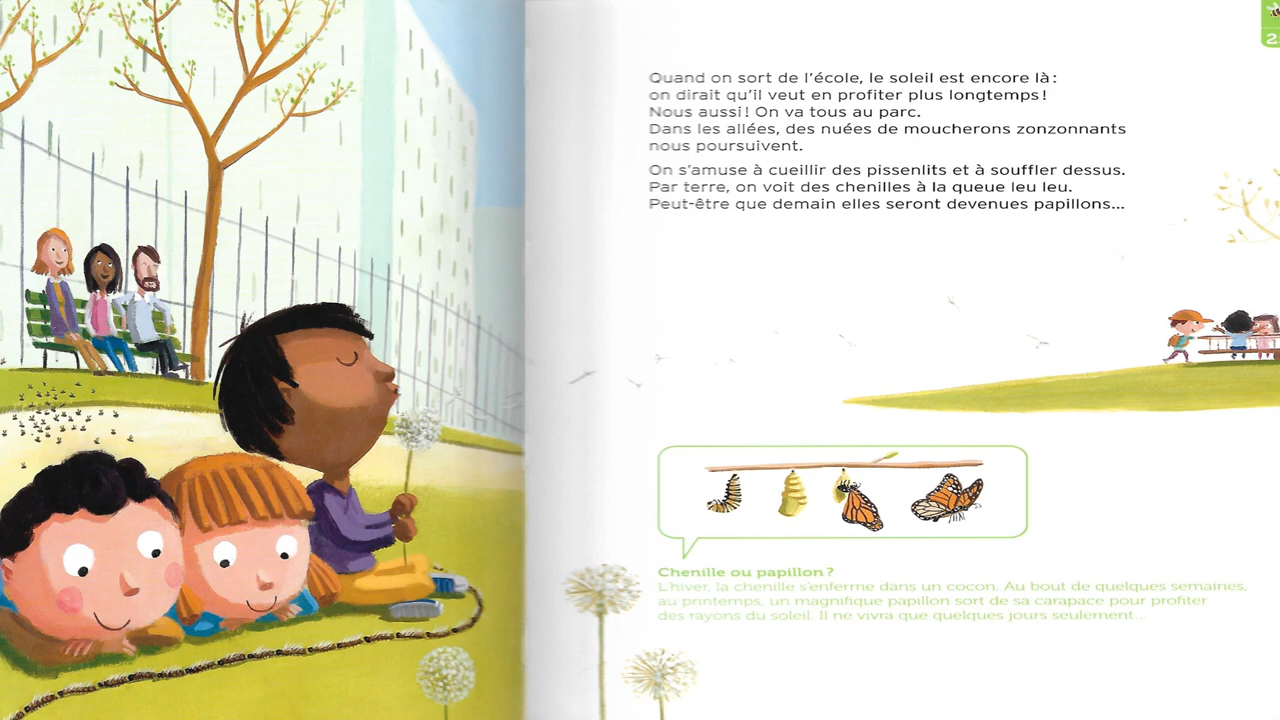 2
Quand on sort de l'école, le soleil est encore là :
on dirait qu'il veut en profiter plus longtemps !
Nous aussi ! On va tous au parc.
Dans les allées, des nuées de moucherons zonzonnants
nous poursuivent.
On s'amuse à cueillir des pissenlits et à souffler dessus.
Par terre, on voit des chenilles à la queue leu leu.
Peut-être que demain elles seront devenues papillons...
Chenille ou papillon ?
L'hiver, la chenille s'enferme dans un cocon. Au bout de quelques semaines,
au printemps, un magnifique papillon sort de sa carapace pour profiter
des rayons du soleil. Il ne vivra que quelques jours seulement...